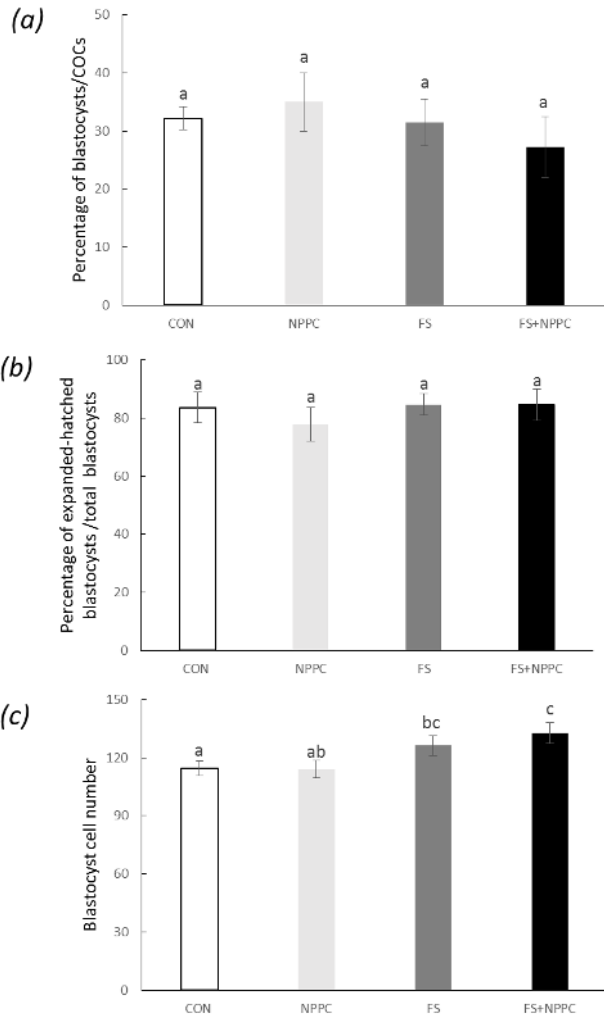 (a)
Percentage of blastocysts/COCs
50
40
30
20
10
0
a
a
a
a
CON
NPPC
FS
FS+NPPC
(b)
Percentage of expanded-hatched
blastocysts /total blastocysts
100
80
60
40
20
0
a
a
a
a
CON
NPPC
FS
FS+NPPC
(c)
Blastocyst cell number
150
120
90
60
30
0
a
ab
bc
c
CON
NPPC
FS
FS+NPPC